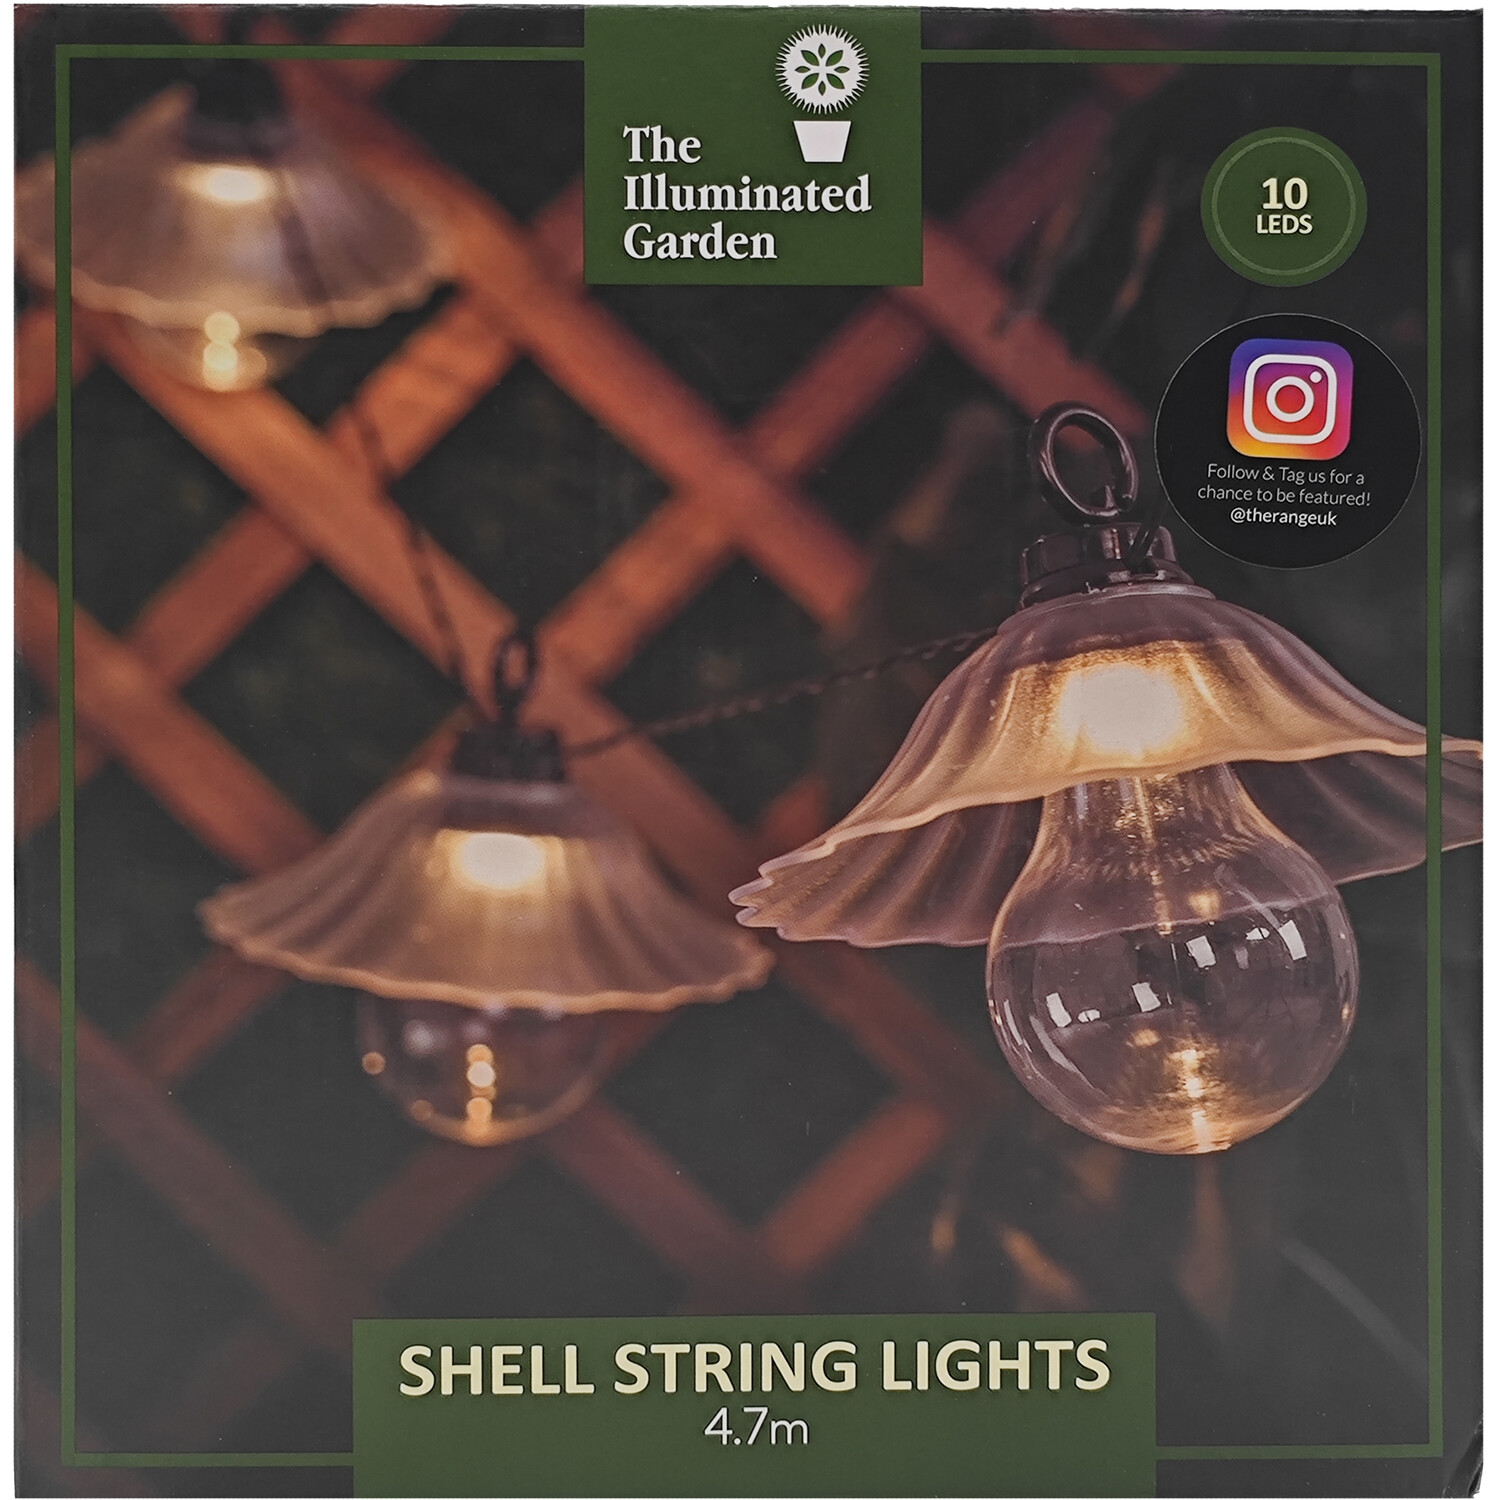 The
Illuminated
Garden
10
LEDS
Follow & Tag us for a
chance to be featured!
@therangeuk
SHELL STRING LIGHTS
4.7m